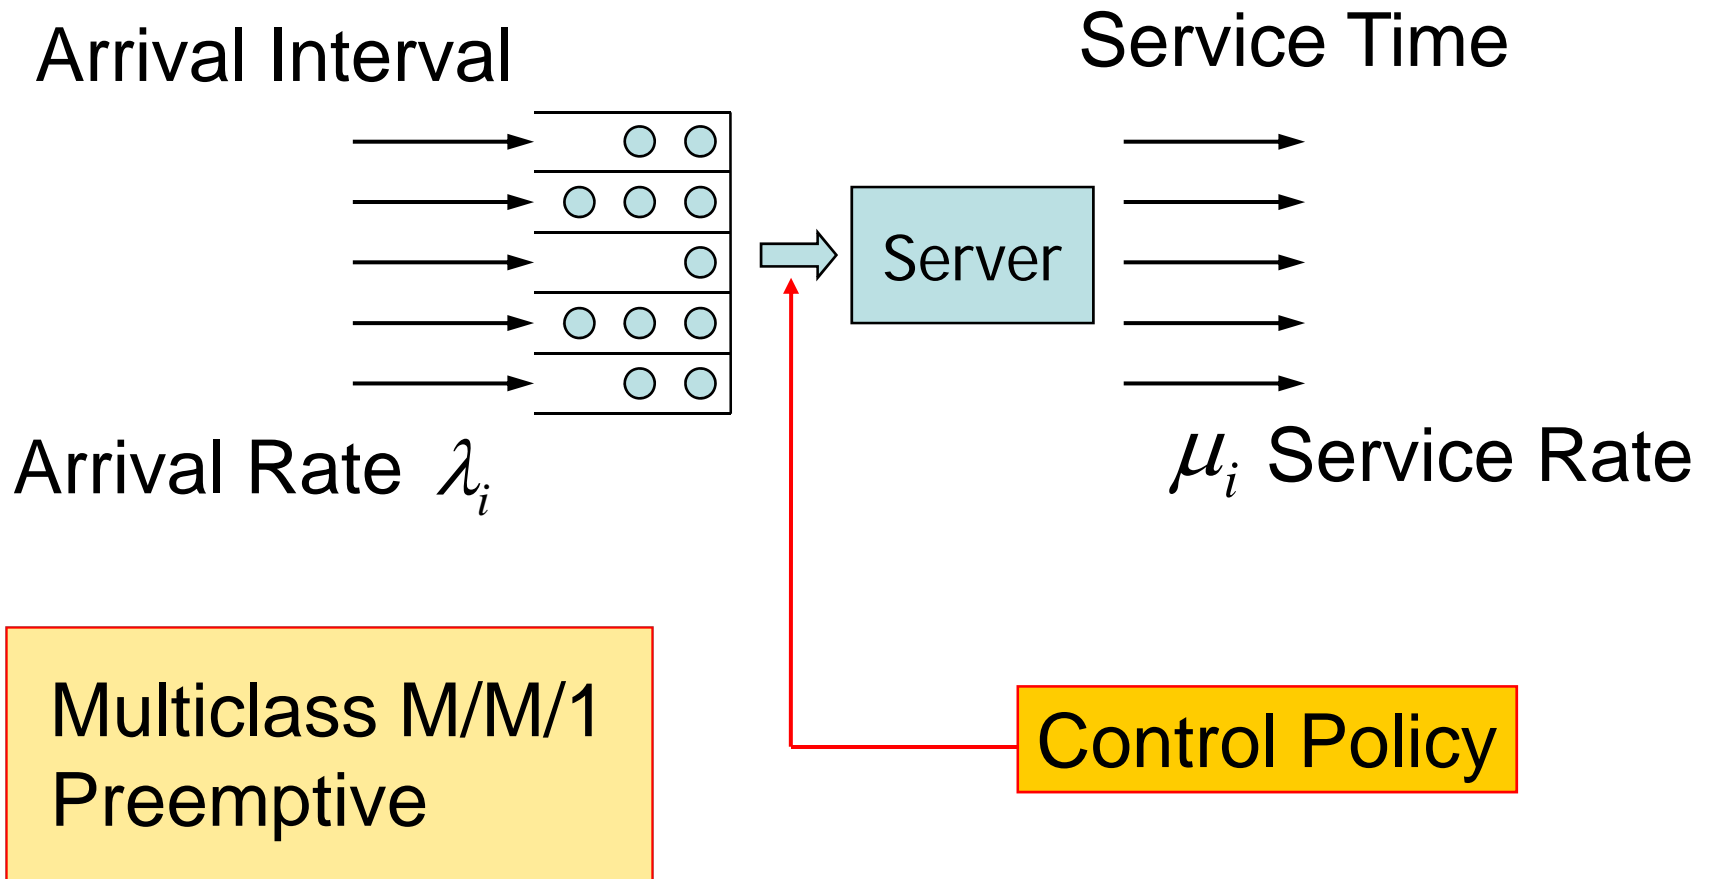 Arrival Interval
Service Time
Server
Arrival Rate λi
μi Service Rate
Multiclass M/M/1
Preemptive
Control Policy